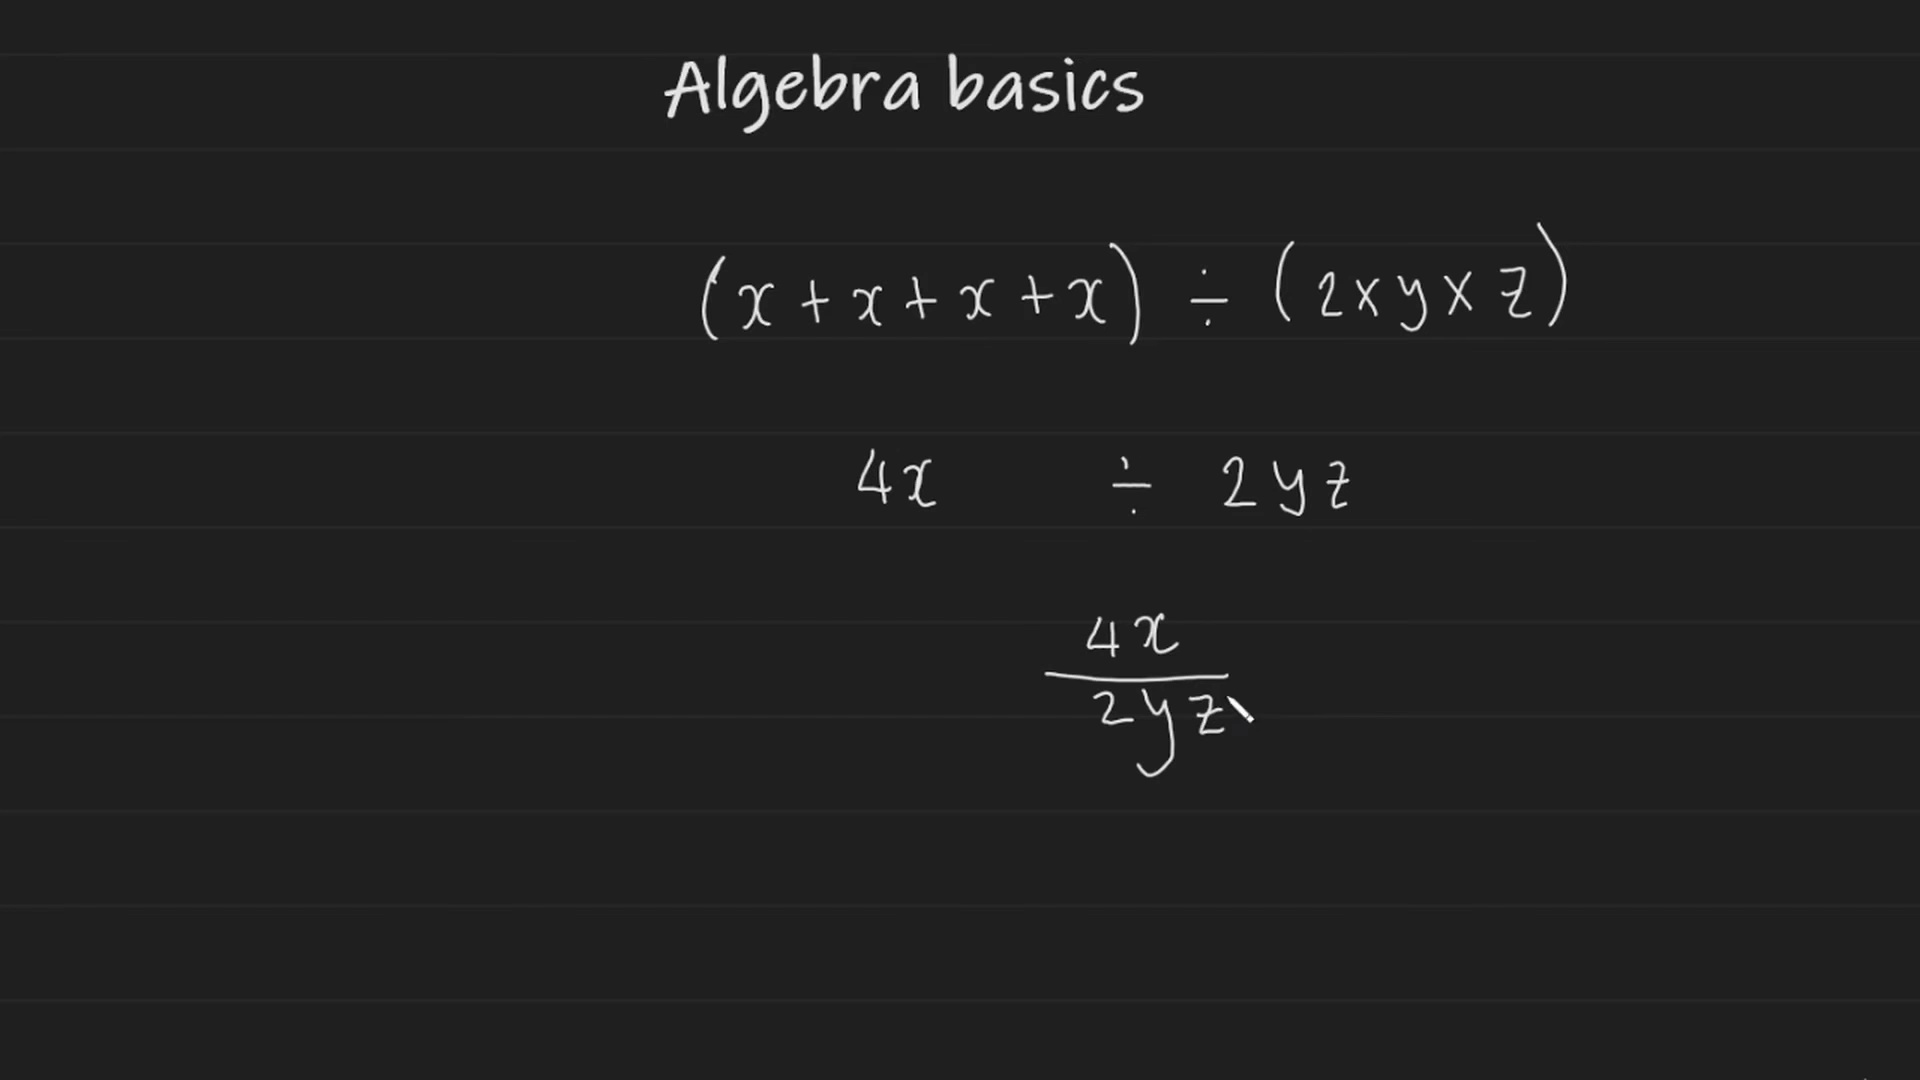 Algebra basics
(x + x + x + x) ÷ (2 × y × z)
4x ÷ 2yz
4x
2yz